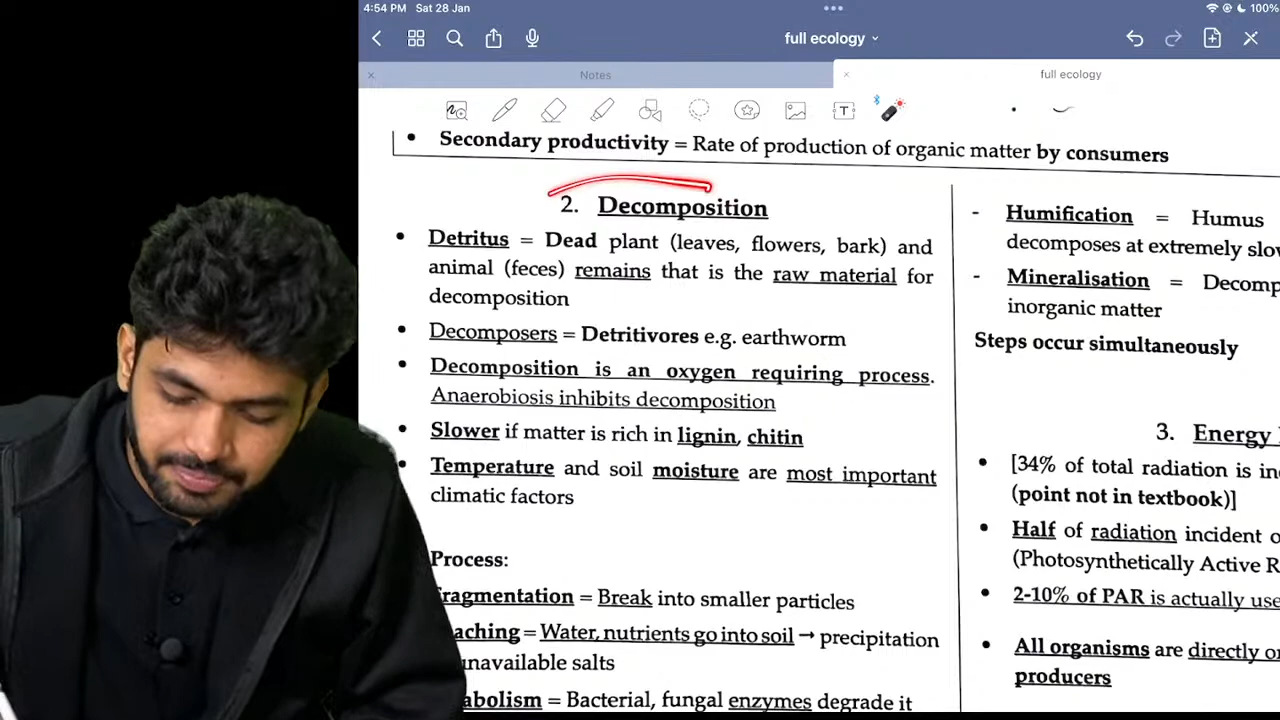 4:54 PM Sat 28 Jan
100%
full ecology
Notes
full ecology
T
• Secondary productivity = Rate of production of organic matter by consumers
2. Decomposition
• Detritus = Dead plant (leaves, flowers, bark) and
animal (feces) remains that is the raw material for
decomposition
• Decomposers = Detritivores e.g. earthworm
• Decomposition is an oxygen requiring process.
Anaerobiosis inhibits decomposition
• Slower if matter is rich in lignin, chitin
• Temperature and soil moisture are most important
climatic factors
Process:
ragmentation = Break into smaller particles
aching = Water, nutrients go into soil → precipitation
unavailable salts
abolism = Bacterial, fungal enzymes degrade it
- Humification = Humus
decomposes at extremely slo
- Mineralisation = Decomp
inorganic matter
Steps occur simultaneously
3. Energy
• [34% of total radiation is in
(point not in textbook)]
• Half of radiation incident o
(Photosynthetically Active R
• 2-10% of PAR is actually use
• All organisms are directly or
producers